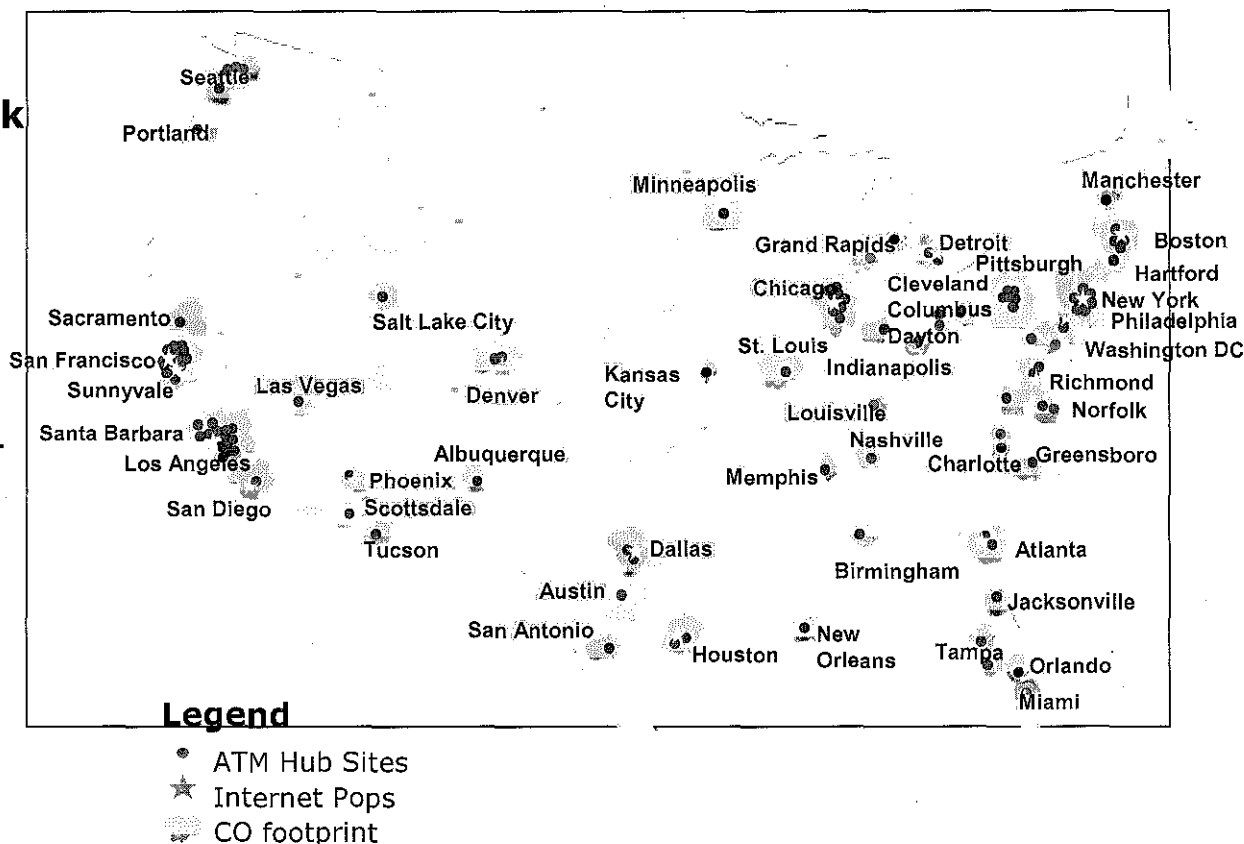 Seattle
k
Portland
Minneapolis
Manchester
Grand Rapids
Detroit
Boston
Pittsburgh
Hartford
Chicago
Cleveland
New York
Columbus
Philadelphia
Dayton
Washington DC
Sacramento
Salt Lake City
San Francisco
St. Louis
Indianapolis
Sunnyvale
Las Vegas
Denver
Kansas
City
Richmond
Louisville
Norfolk
Santa Barbara
Nashville
Los Angeles
Albuquerque
Charlotte
Greensboro
Memphis
Phoenix
San Diego
Scottsdale
Tucson
Dallas
Birmingham
Atlanta
Austin
Jacksonville
San Antonio
Houston
New
Orleans
Tampa
Orlando
Miami
Legend
ATM Hub Sites
Internet Pops
CO footprint